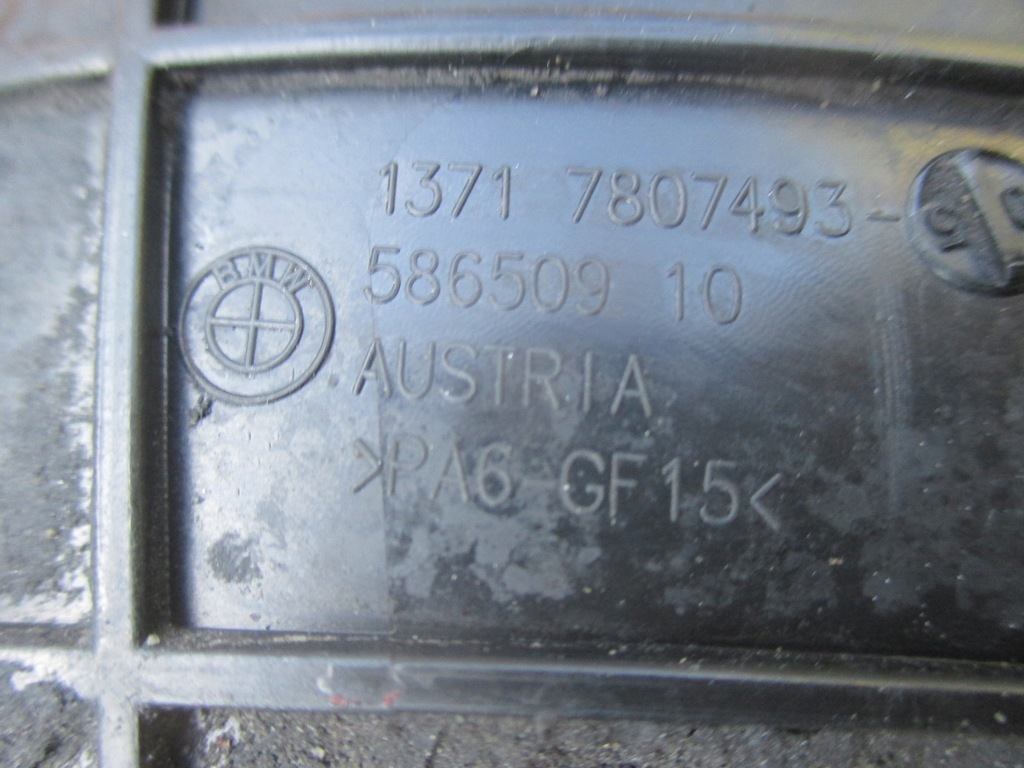 1371 7807493-
BMW
586509 10
AUSTRIA
>PA6-GF15<